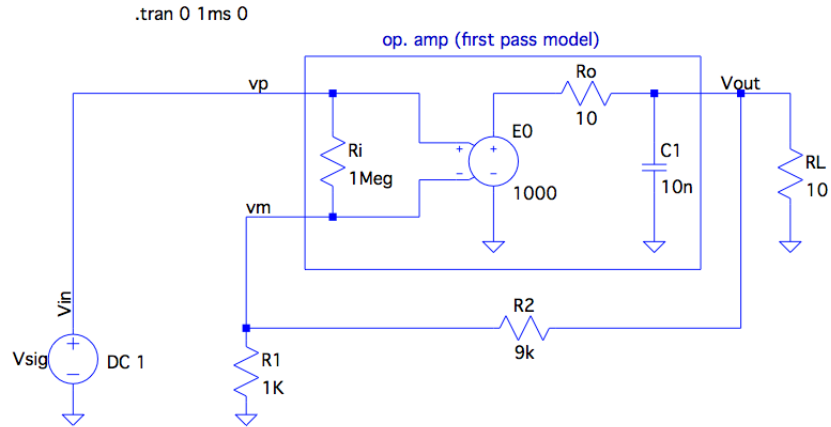 .tran 0 1ms 0
op. amp (first pass model)
vp
Ro
10
Vout
E0
+
−
+
−
1000
Ri
1Meg
C1
10n
RL
10
vm
Vin
R2
9k
Vsig
+
−
DC 1
R1
1K